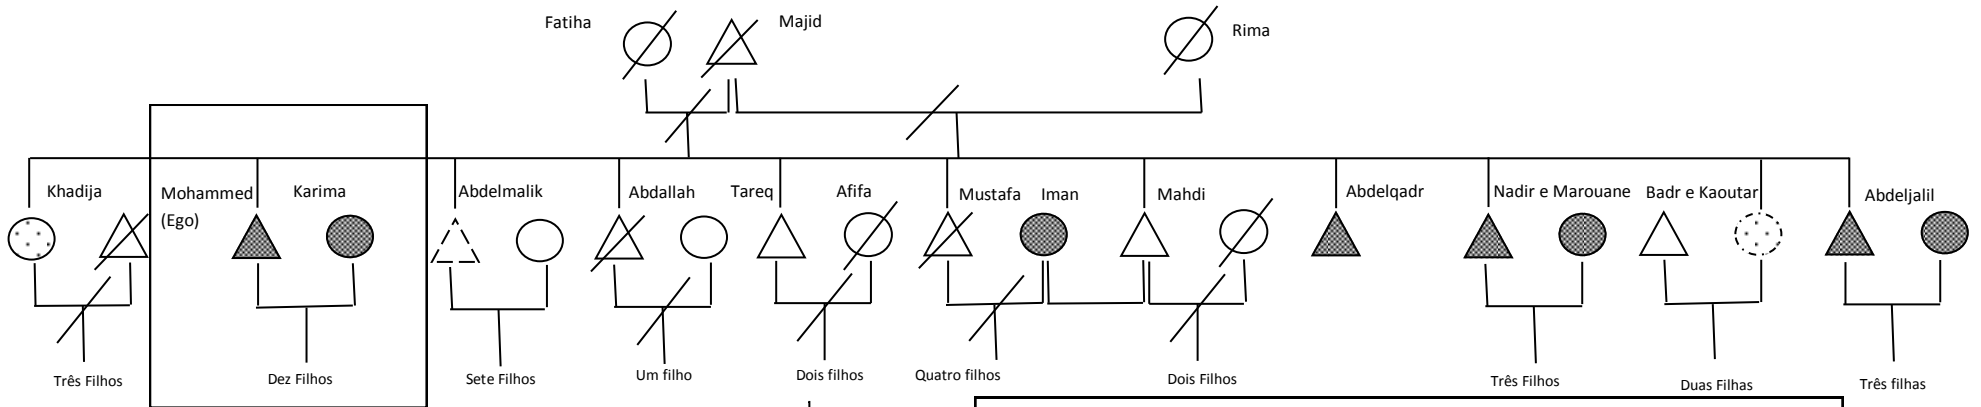 Fatiha
Majid
Rima
Khadija
Mohammed
(Ego)
Karima
Abdelmalik
Abdallah
Tareq
Afifa
Mustafa
Iman
Mahdi
Abdelqadr
Nadir e Marouane
Badr e Kaoutar
Abdeljalil
Três Filhos
Dez Filhos
Sete Filhos
Um filho
Dois filhos
Quatro filhos
Dois Filhos
Três Filhos
Duas Filhas
Três filhas